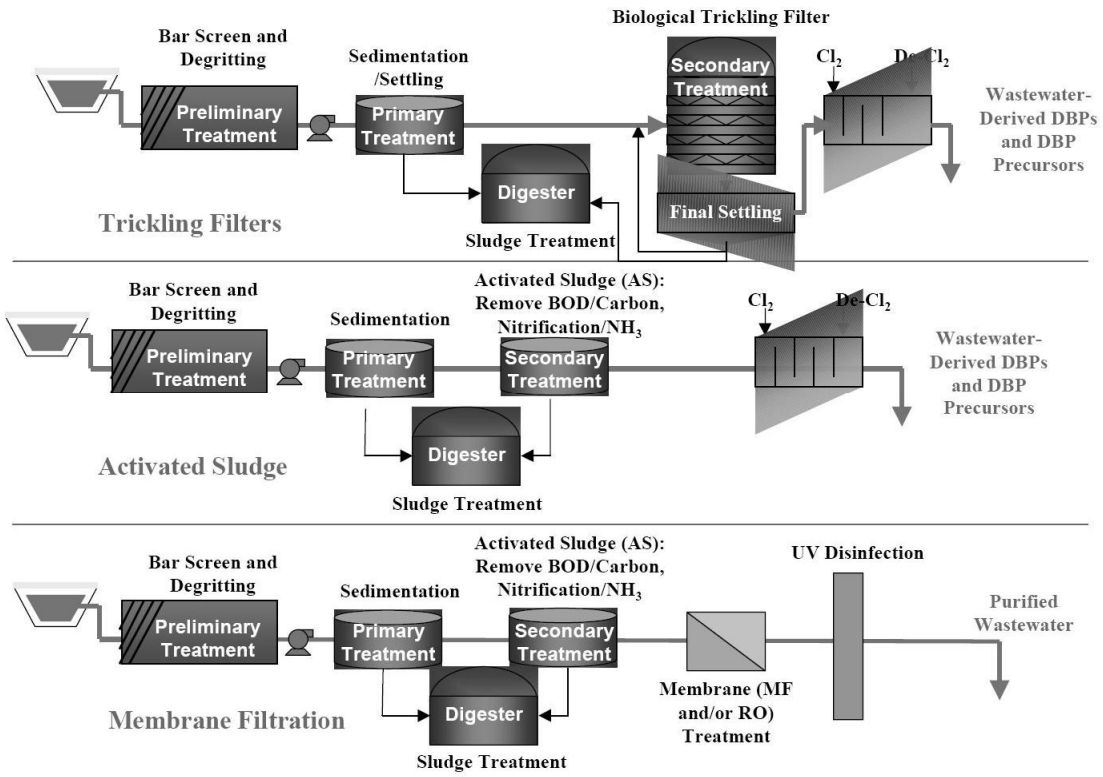 Biological Trickling Filter
Bar Screen and
Degritting
Sedimentation
/Settling
Cl2
De-Cl2
Preliminary
Treatment
Primary
Treatment
Secondary
Treatment
Wastewater-
Derived DBPs
and DBP
Precursors
Digester
Final Settling
Trickling Filters
Sludge Treatment
Activated Sludge (AS):
Remove BOD/Carbon,
Nitrification/NH3
Bar Screen and
Degritting
Sedimentation
Cl2
De-Cl2
Preliminary
Treatment
Primary
Treatment
Secondary
Treatment
Wastewater-
Derived DBPs
and DBP
Precursors
Digester
Activated Sludge
Sludge Treatment
Activated Sludge (AS):
Remove BOD/Carbon,
Nitrification/NH3
Bar Screen and
Degritting
Sedimentation
UV Disinfection
Preliminary
Treatment
Primary
Treatment
Secondary
Treatment
Purified
Wastewater
Digester
Membrane (MF
and/or RO)
Treatment
Membrane Filtration
Sludge Treatment